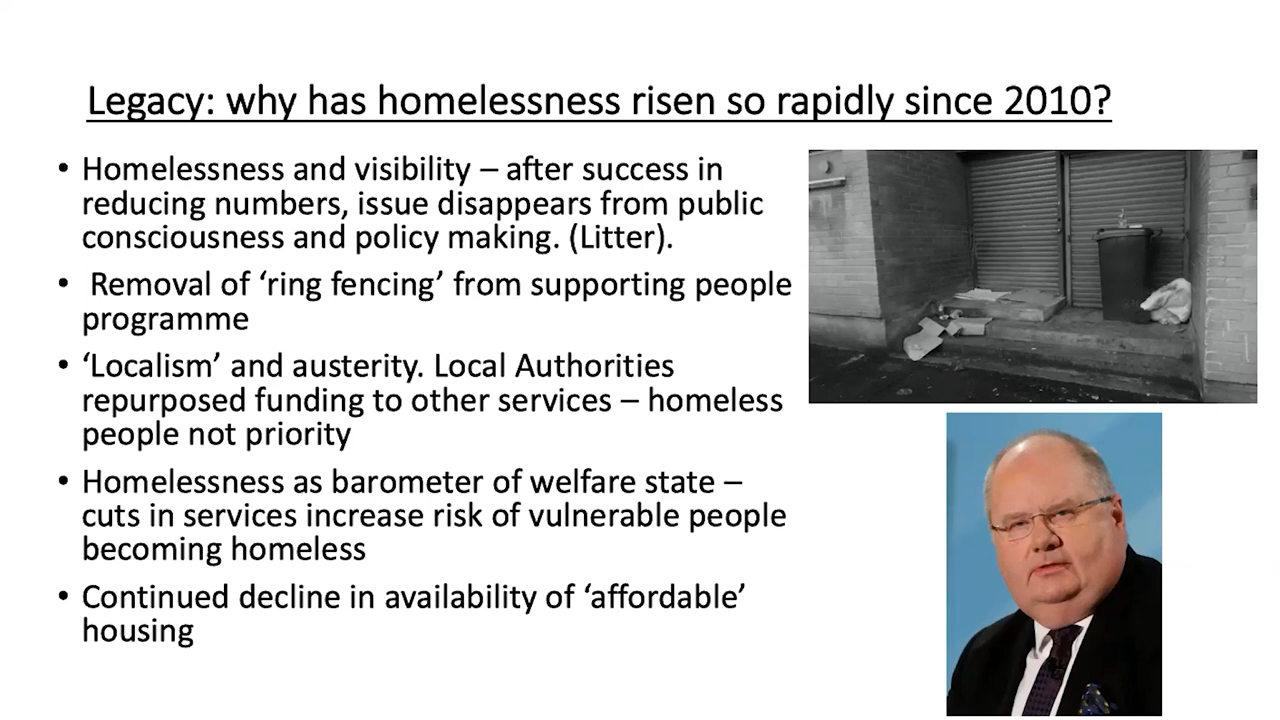 Legacy: why has homelessness risen so rapidly since 2010?
• Homelessness and visibility – after success in
reducing numbers, issue disappears from public
consciousness and policy making. (Litter).
• Removal of ‘ring fencing’ from supporting people
programme
• ‘Localism’ and austerity. Local Authorities
repurposed funding to other services – homeless
people not priority
• Homelessness as barometer of welfare state –
cuts in services increase risk of vulnerable people
becoming homeless
• Continued decline in availability of ‘affordable’
housing